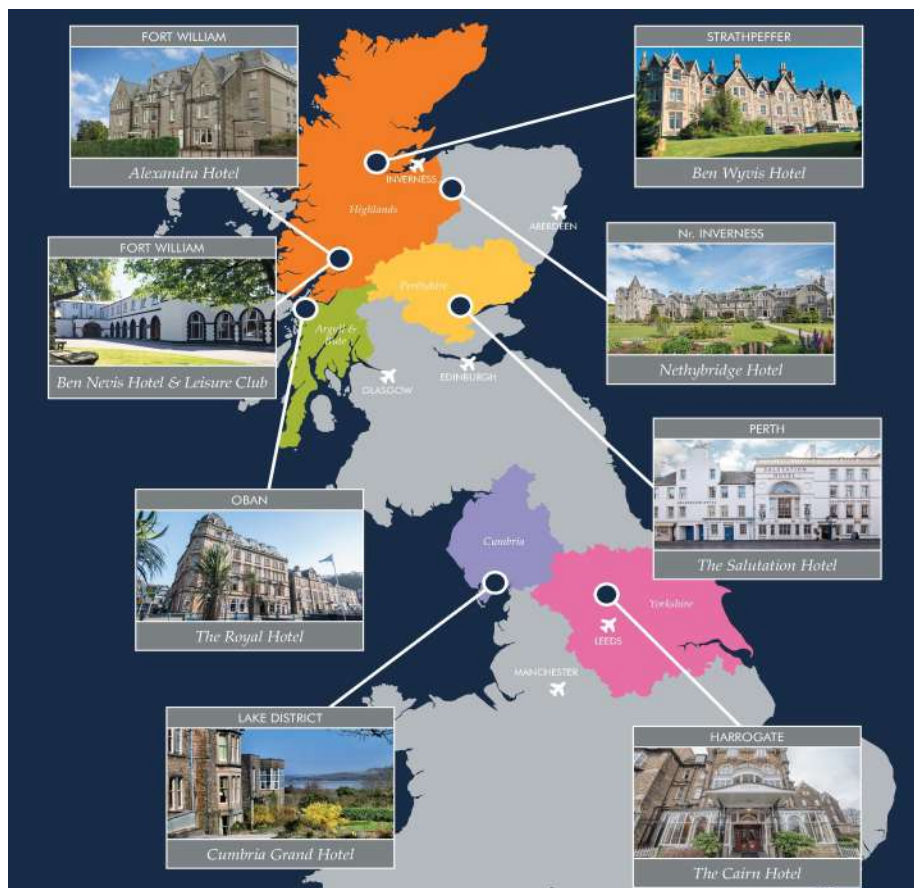 FORT WILLIAM
Alexandra Hotel
STRATHPEFFER
Ben Wyvis Hotel
INVERNESS
Highlands
ABERDEEN
FORT WILLIAM
Ben Nevis Hotel & Leisure Club
Nr. INVERNESS
Nethybridge Hotel
Perthshire
Argyll &
Bute
GLASGOW
EDINBURGH
PERTH
SALUTATION
HOTEL
The Salutation Hotel
OBAN
The Royal Hotel
Cumbria
Yorkshire
LEEDS
MANCHESTER
LAKE DISTRICT
Cumbria Grand Hotel
HARROGATE
The Cairn Hotel